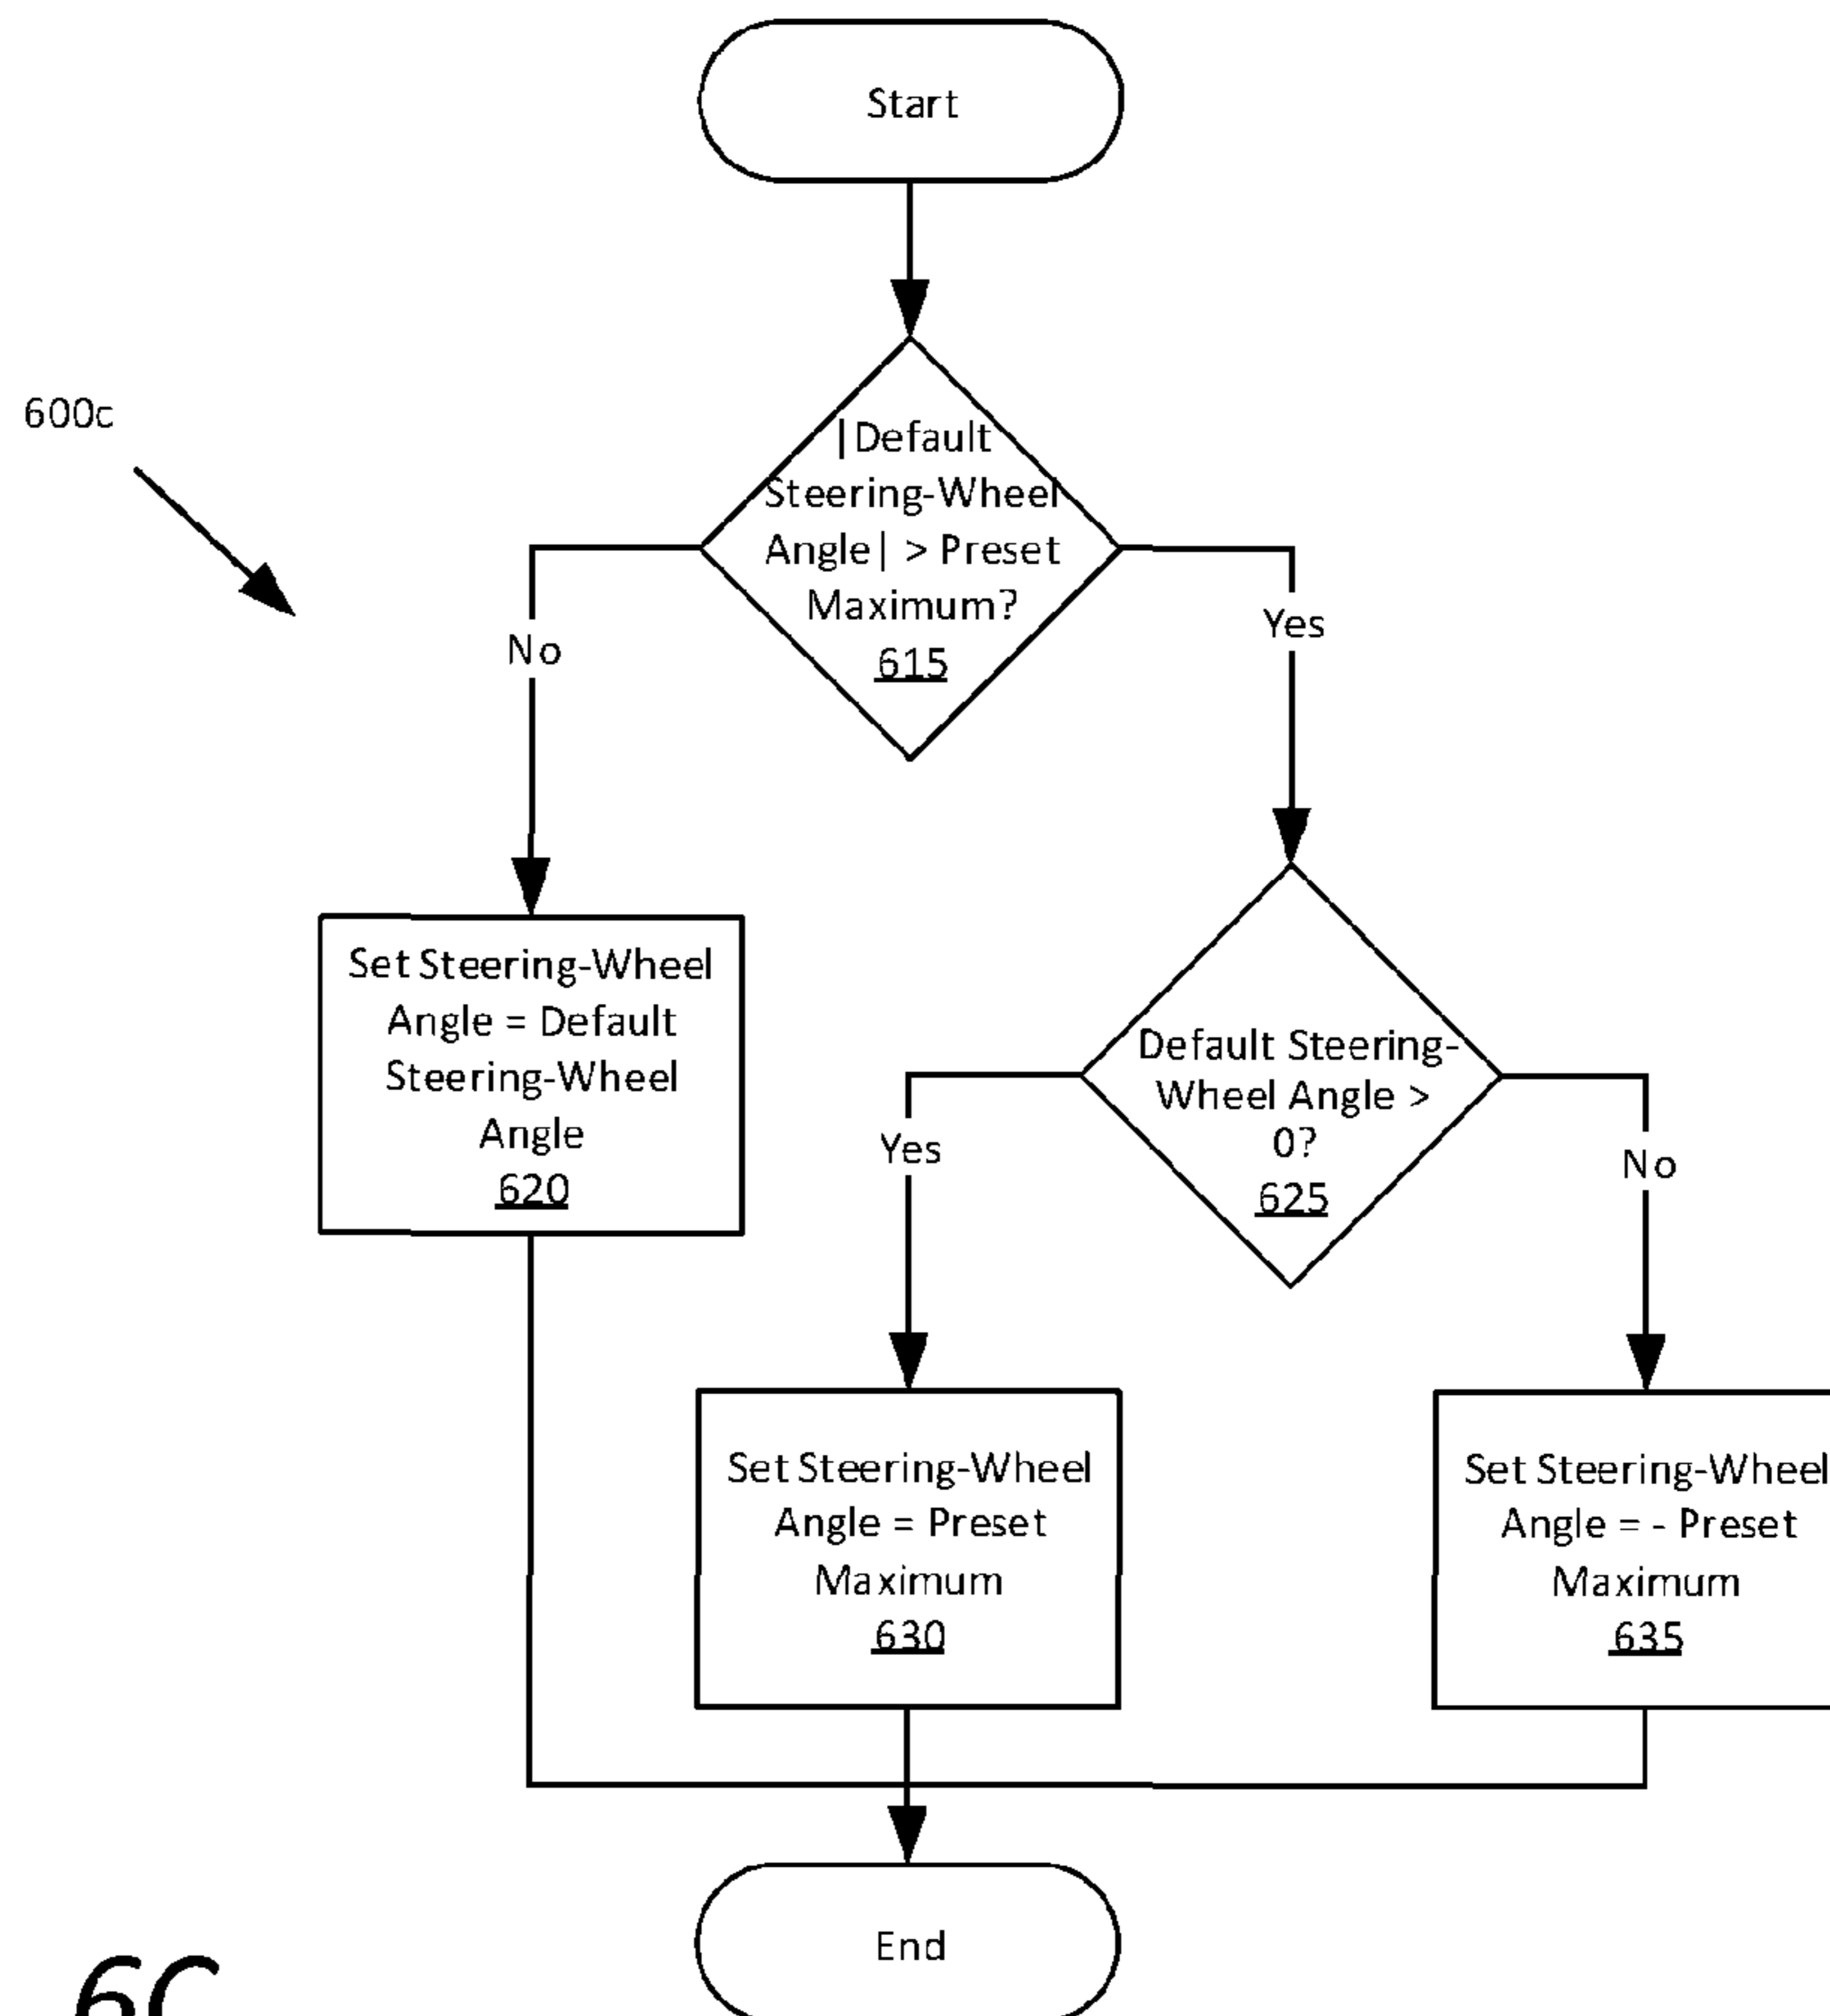 Start
600c
|Default
Steering-Wheel
Angle| > Preset
Maximum?
615
No
Yes
Set Steering-Wheel
Angle = Default
Steering-Wheel
Angle
620
Default Steering-
Wheel Angle >
0?
625
Yes
No
Set Steering-Wheel
Angle = Preset
Maximum
630
Set Steering-Wheel
Angle = - Preset
Maximum
635
End
6C